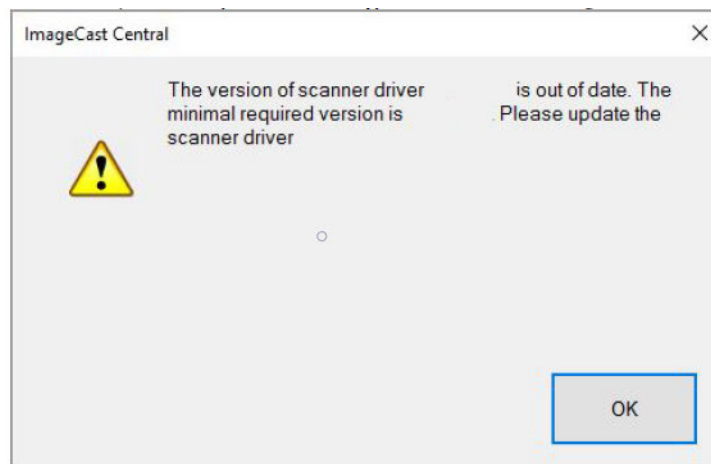 ImageCast Central
The version of scanner driver is out of date. The
minimal required version is . Please update the
scanner driver
OK